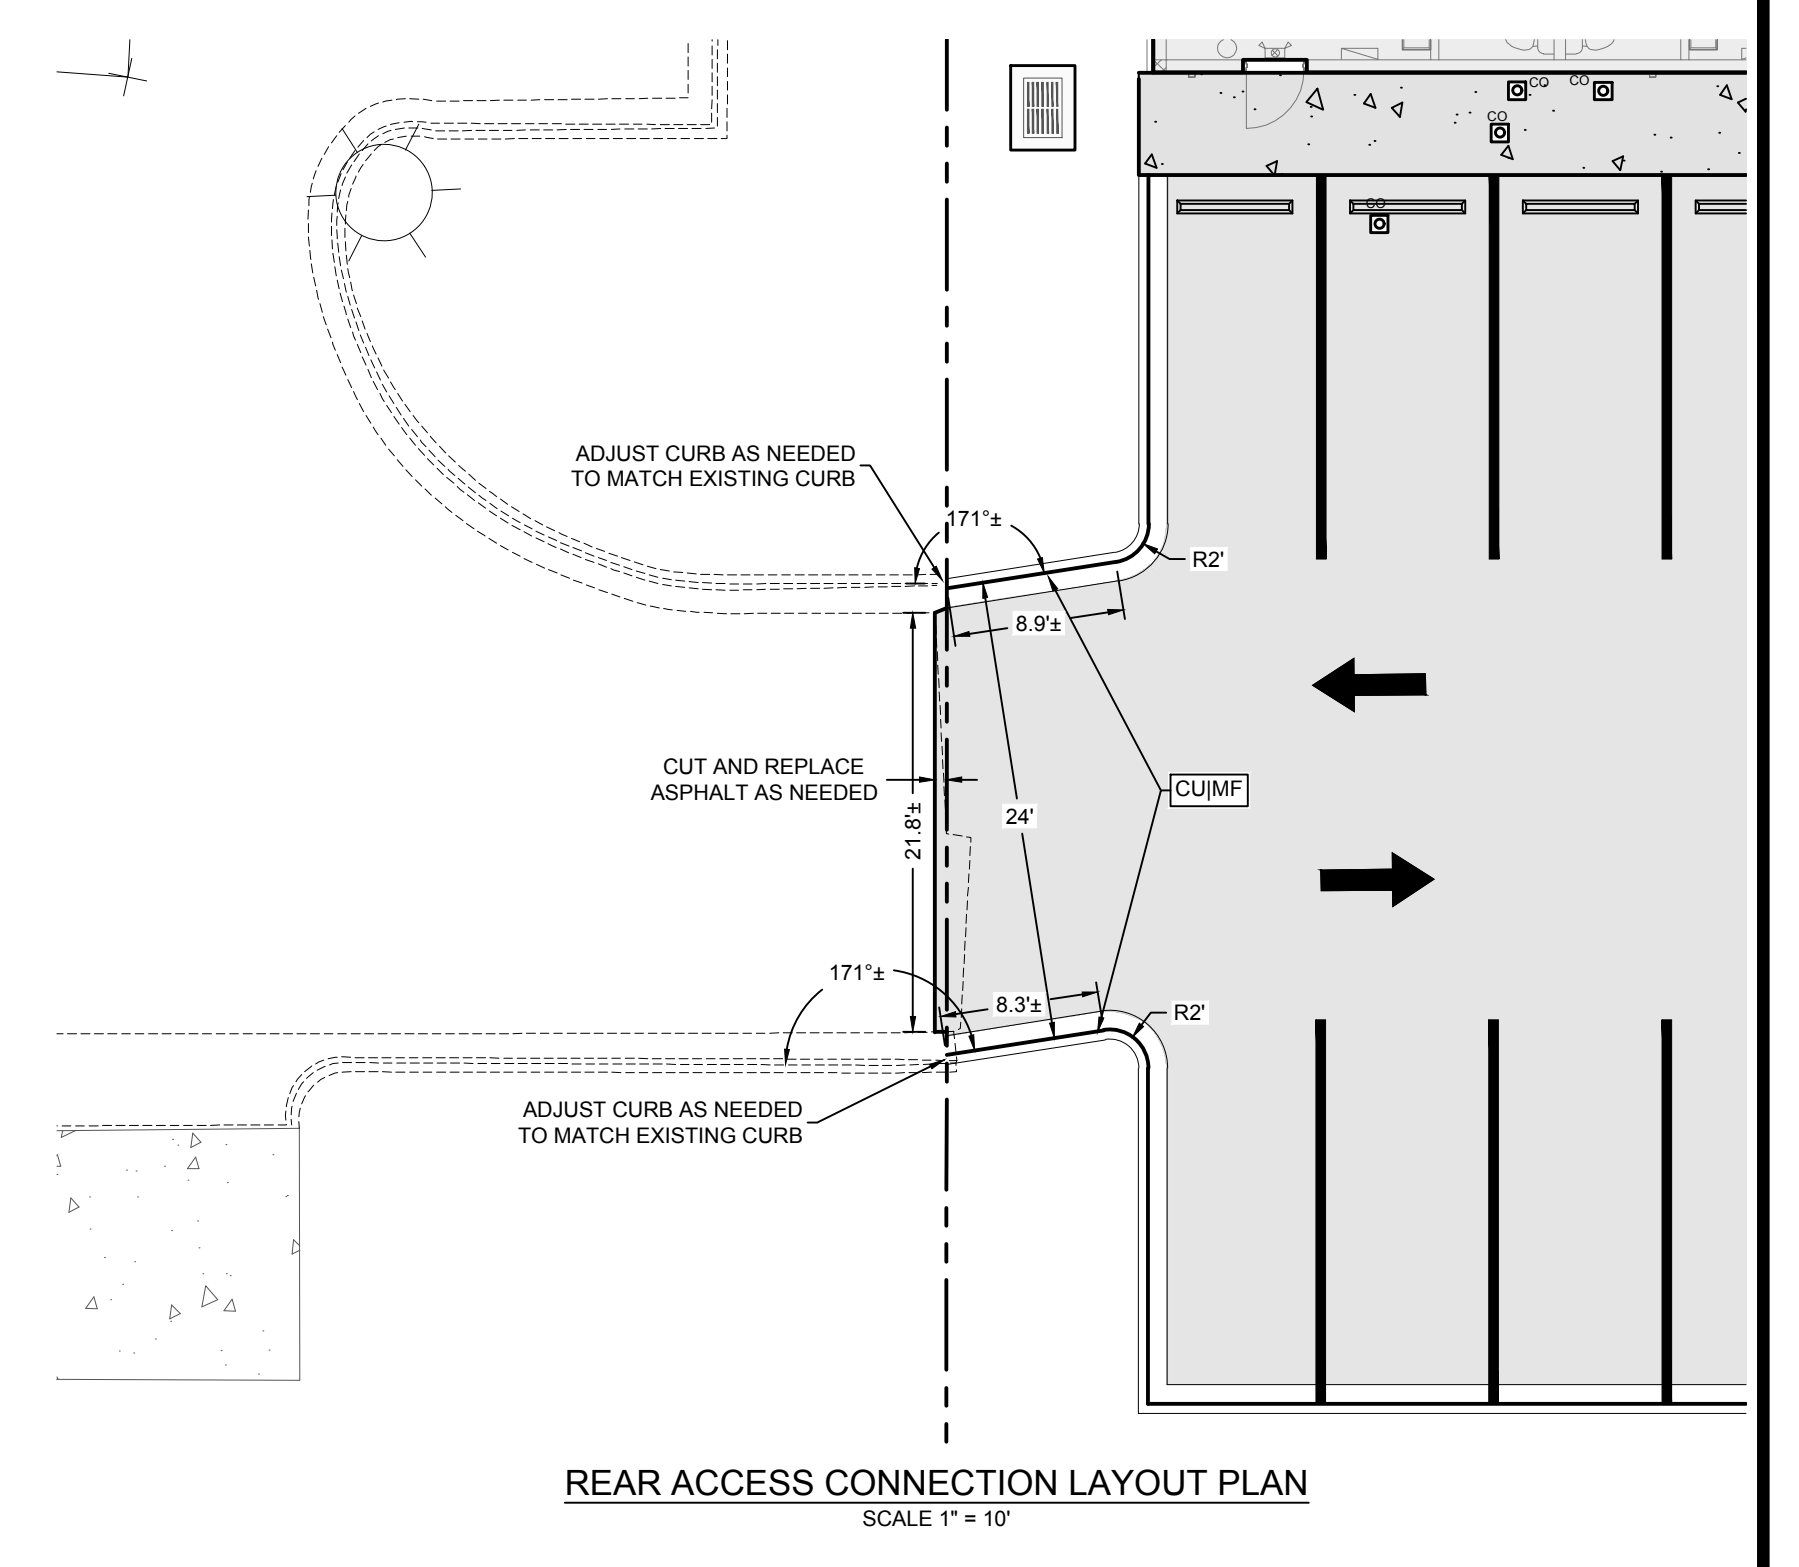 CO
CO
CO
CO
ADJUST CURB AS NEEDED
TO MATCH EXISTING CURB
171°±
R2'
8.9'±
CUT AND REPLACE
ASPHALT AS NEEDED
21.8'±
24'
CU|MF
171°±
8.3'±
R2'
ADJUST CURB AS NEEDED
TO MATCH EXISTING CURB
REAR ACCESS CONNECTION LAYOUT PLAN
SCALE 1" = 10'